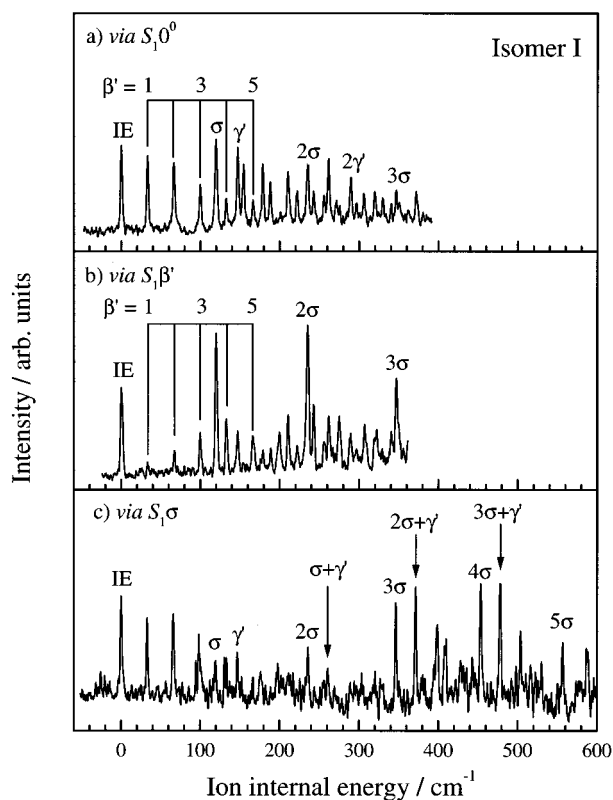 a) via S₁0⁰
Isomer I
β' = 1 3 5
IE
σ
γ'
2σ
2γ'
3σ
b) via S₁β'
β' = 1 3 5
IE
2σ
3σ
c) via S₁σ
3σ+γ'
2σ+γ'
σ+γ'
IE
σ
γ'
2σ
3σ
4σ
5σ
0 100 200 300 400 500 600
Ion internal energy / cm⁻¹
Intensity / arb. units